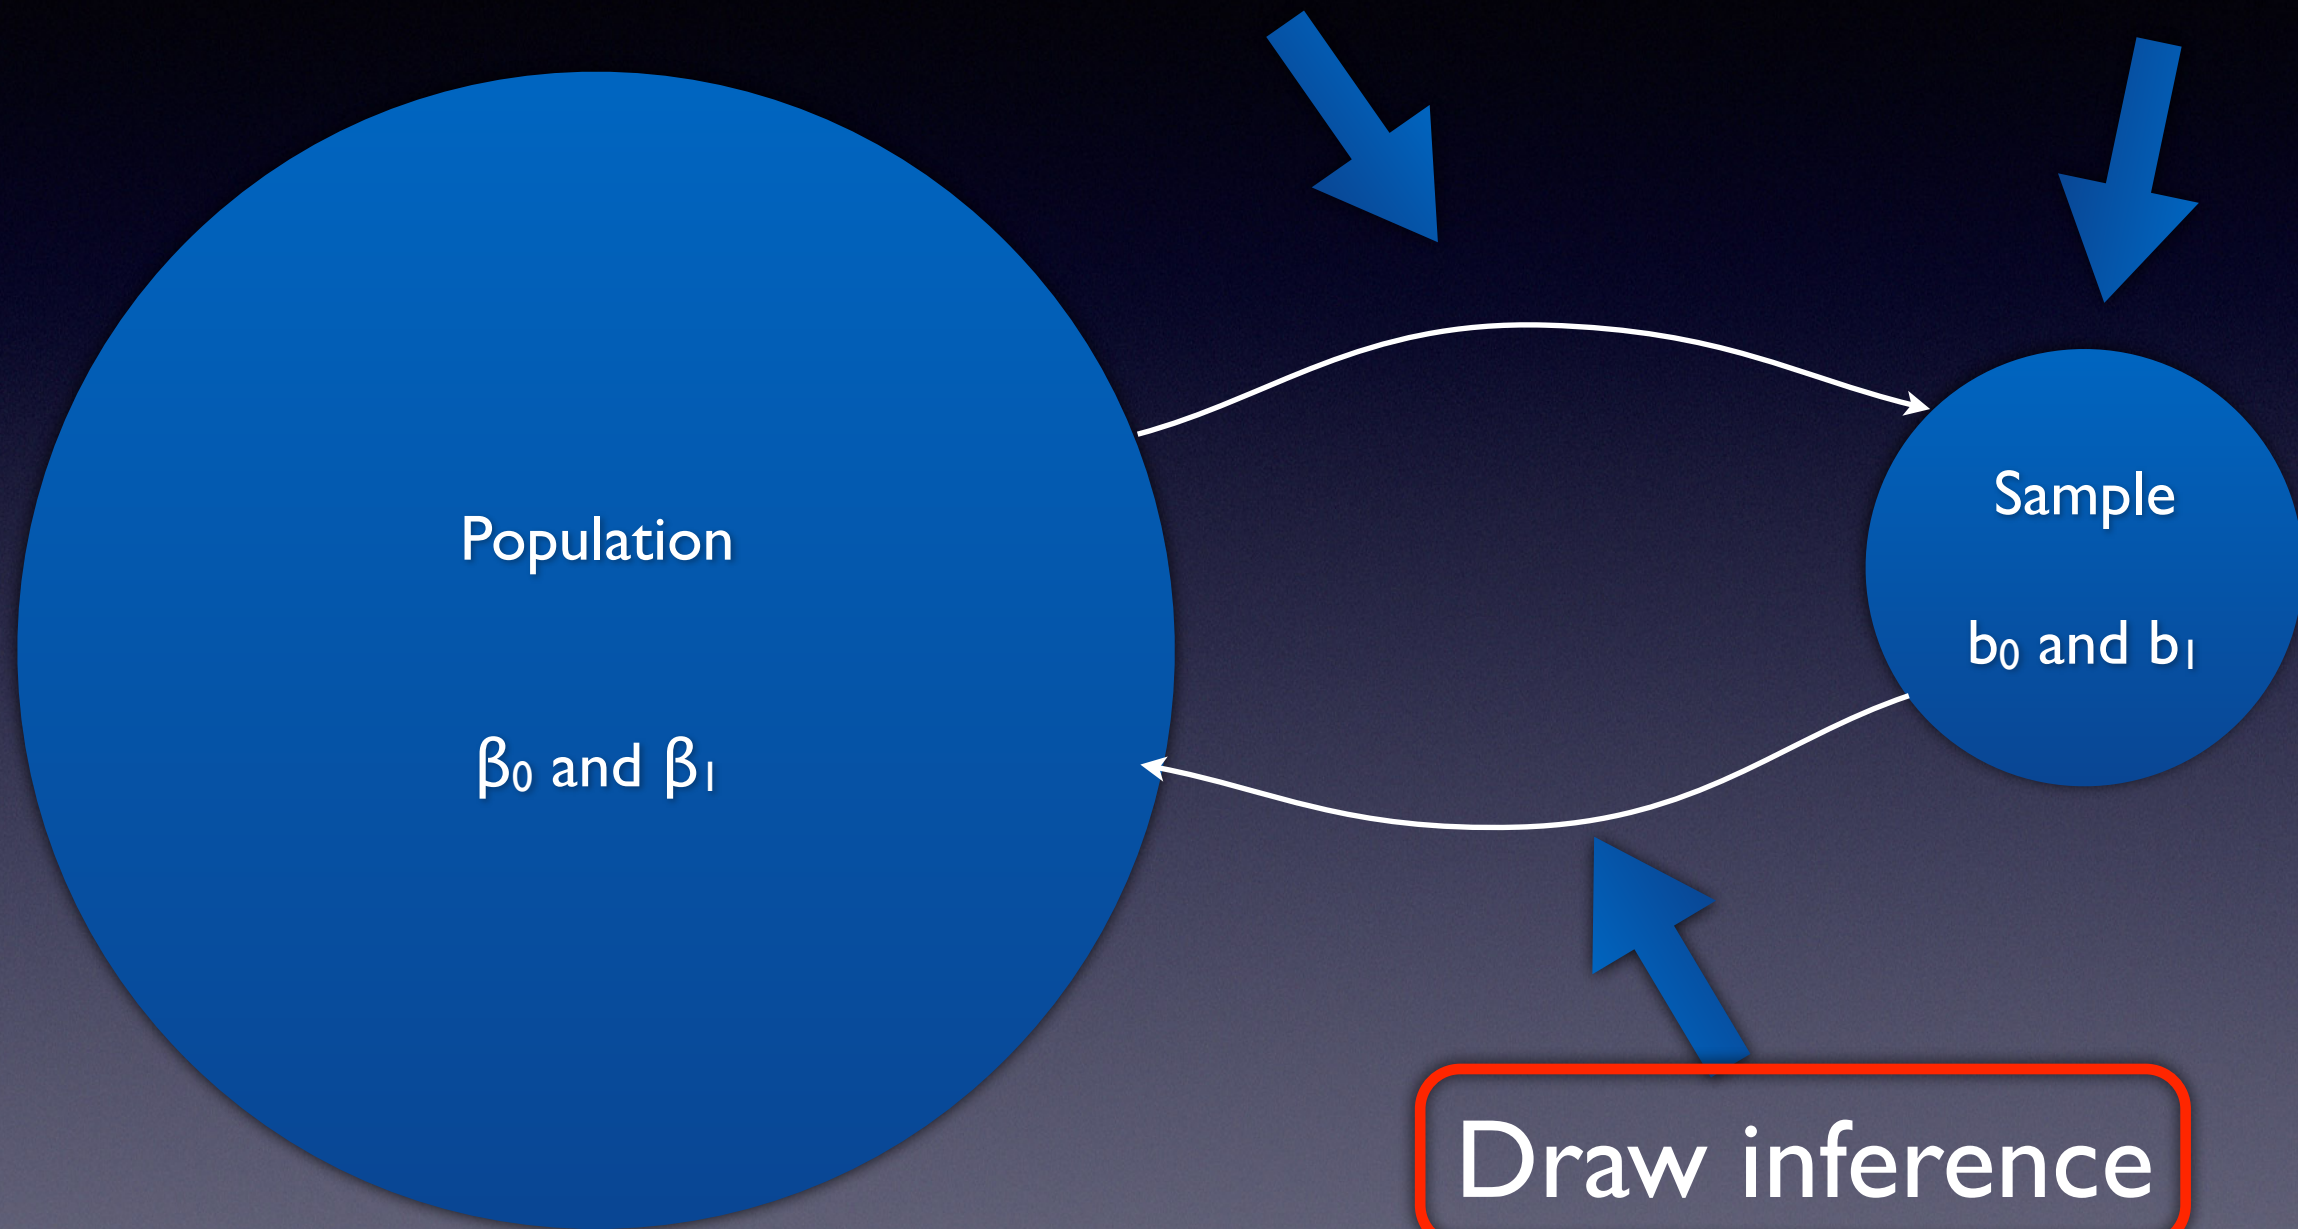 Population
β₀ and β₁
Sample
b₀ and b₁
Draw inference